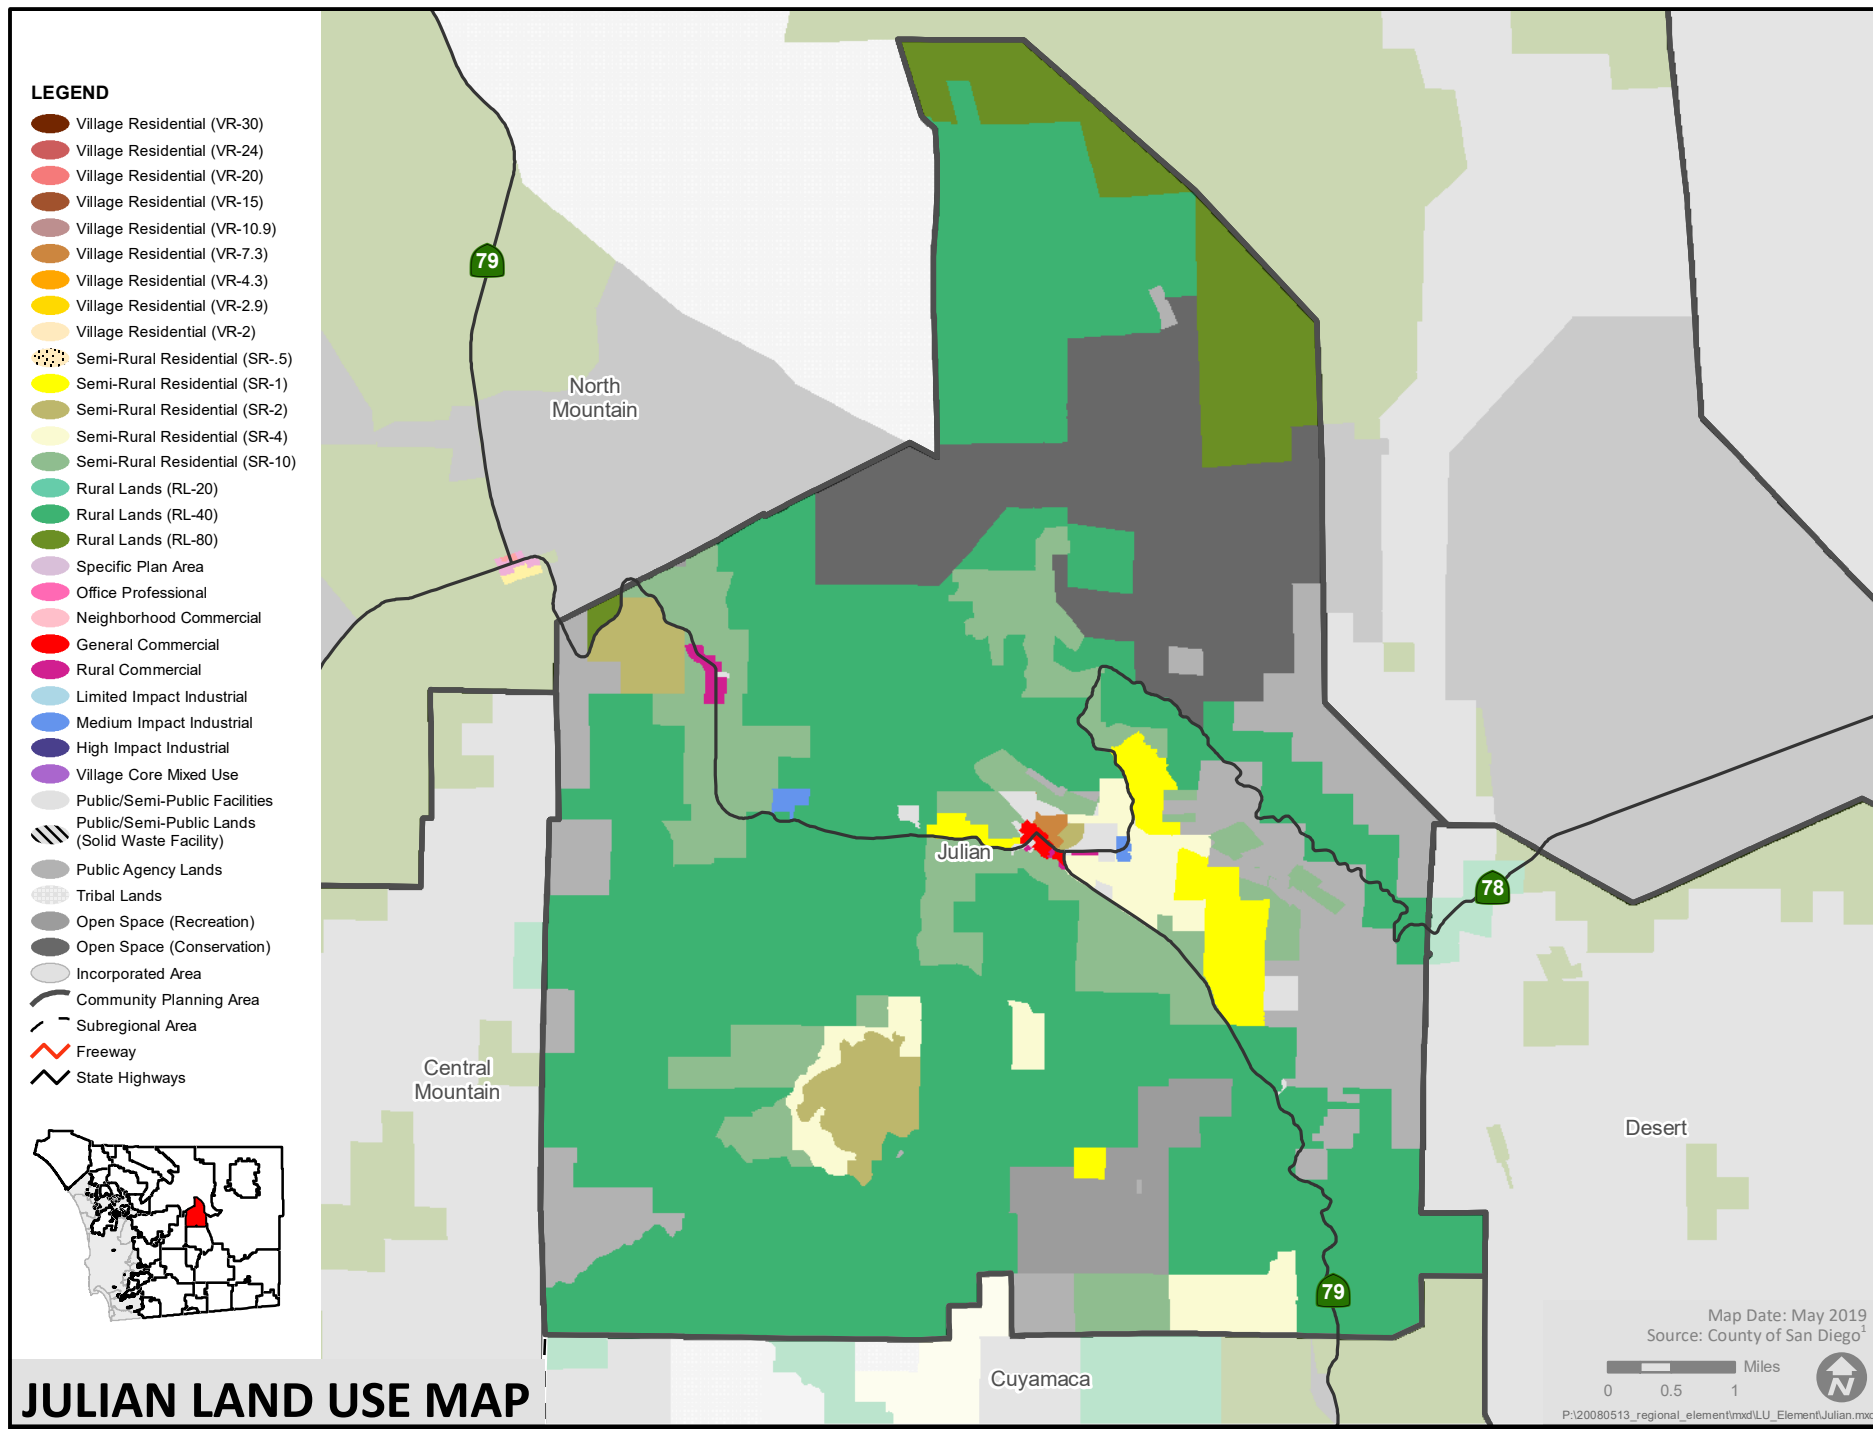 LEGEND
Village Residential (VR-30)
Village Residential (VR-24)
Village Residential (VR-20)
Village Residential (VR-15)
Village Residential (VR-10.9)
Village Residential (VR-7.3)
Village Residential (VR-4.3)
Village Residential (VR-2.9)
Village Residential (VR-2)
Semi-Rural Residential (SR-.5)
Semi-Rural Residential (SR-1)
Semi-Rural Residential (SR-2)
Semi-Rural Residential (SR-4)
Semi-Rural Residential (SR-10)
Rural Lands (RL-20)
Rural Lands (RL-40)
Rural Lands (RL-80)
Specific Plan Area
Office Professional
Neighborhood Commercial
General Commercial
Rural Commercial
Limited Impact Industrial
Medium Impact Industrial
High Impact Industrial
Village Core Mixed Use
Public/Semi-Public Facilities
Public/Semi-Public Lands
(Solid Waste Facility)
Public Agency Lands
Tribal Lands
Open Space (Recreation)
Open Space (Conservation)
Incorporated Area
Community Planning Area
Subregional Area
Freeway
State Highways
79
North
Mountain
Julian
78
Central
Mountain
Desert
79
Cuyamaca
Map Date: May 2019
Source: County of San Diego1
Miles
0 0.5 1
N
P:\20080513_regional_element\mxd\LU_Element\Julian.mxd
JULIAN LAND USE MAP